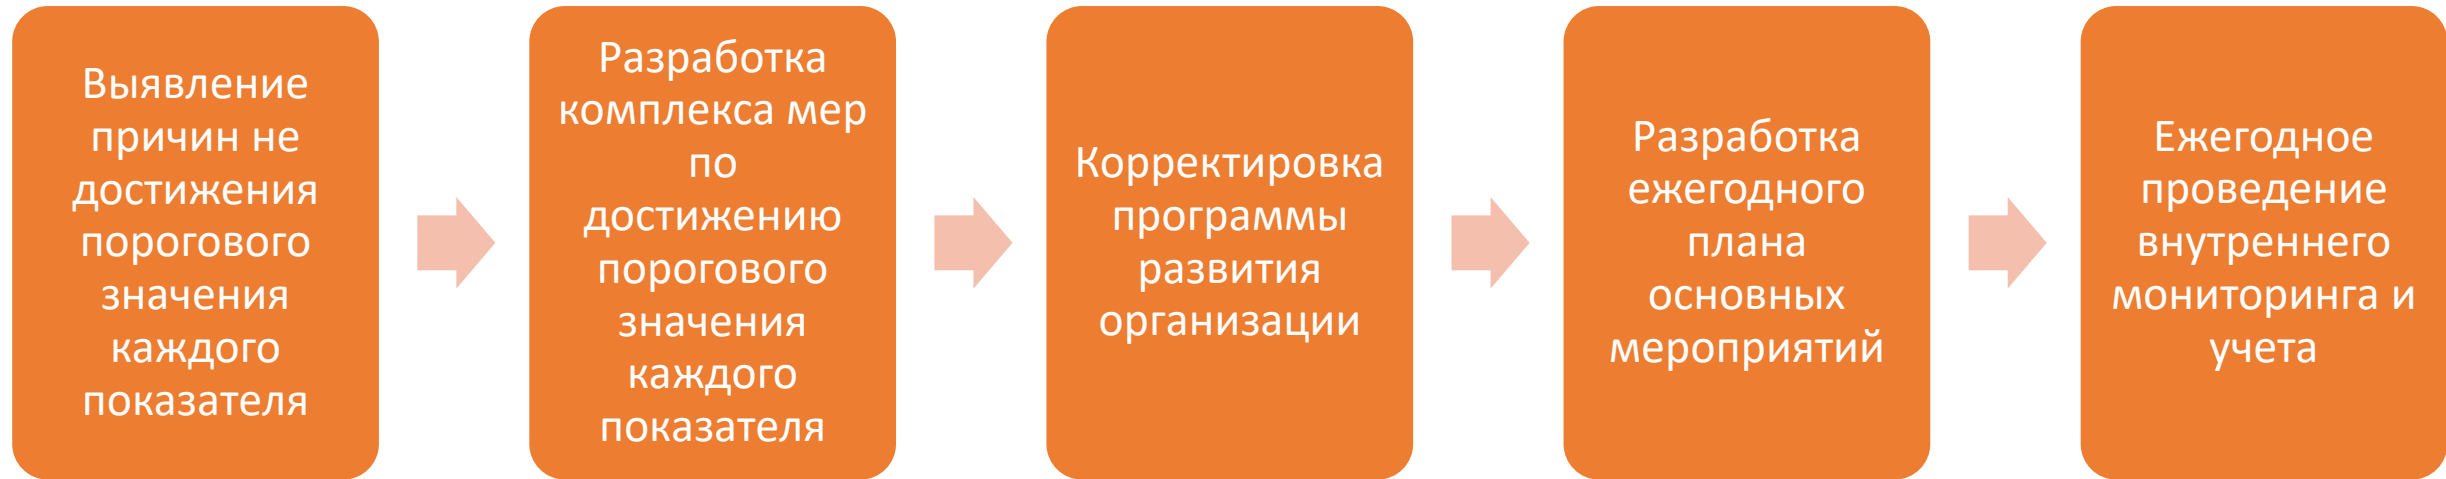 Выявление
причин не
достижения
порогового
значения
каждого
показателя
Разработка
комплекса мер
по
достижению
порогового
значения
каждого
показателя
Корректировка
программы
развития
организации
Разработка
ежегодного
плана
основных
мероприятий
Ежегодное
проведение
внутреннего
мониторинга и
учета